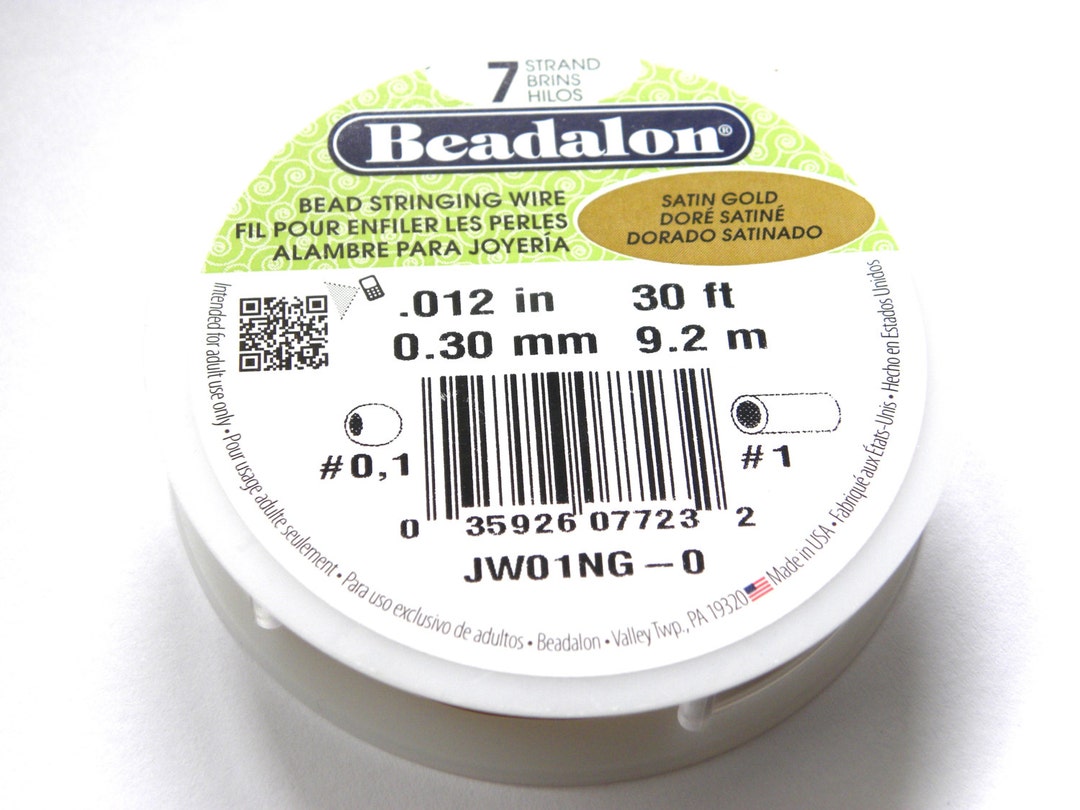 7 STRAND
BRINS
HILOS
Beadalon®
BEAD STRINGING WIRE
FIL POUR ENFILER LES PERLES
ALAMBRE PARA JOYERÍA
SATIN GOLD
DORÉ SATINÉ
DORADO SATINADO
.012 in 30 ft
0.30 mm 9.2 m
#0,1
#1
0 35926 07723 2
JW01NG-0
Intended for adult use only • Pour usage adulte seulement • Para uso exclusivo de adultos • Beadalon • Valley Twp., PA 19320 Made in USA • Fabriqué aux États-Unis • Hecho en Estados Unidos